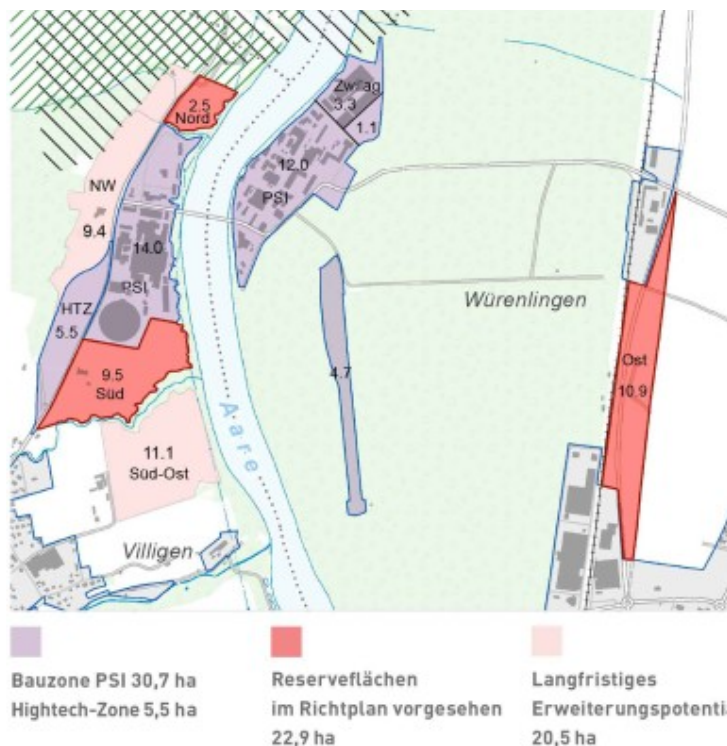 2.5
Nord
Zwilag
3.3
1.1
12.0
PSI
NW
9.4
14.0
PSI
HTZ
5.5
9.5
Süd
11.1
Süd-Ost
Aare
4.7
Würenlingen
Ost
10.9
Villigen
Bauzone PSI 30,7 ha
Hightech-Zone 5,5 ha
Reserveflächen
im Richtplan vorgesehen
22,9 ha
Langfristiges
Erweiterungspotenti
20,5 ha